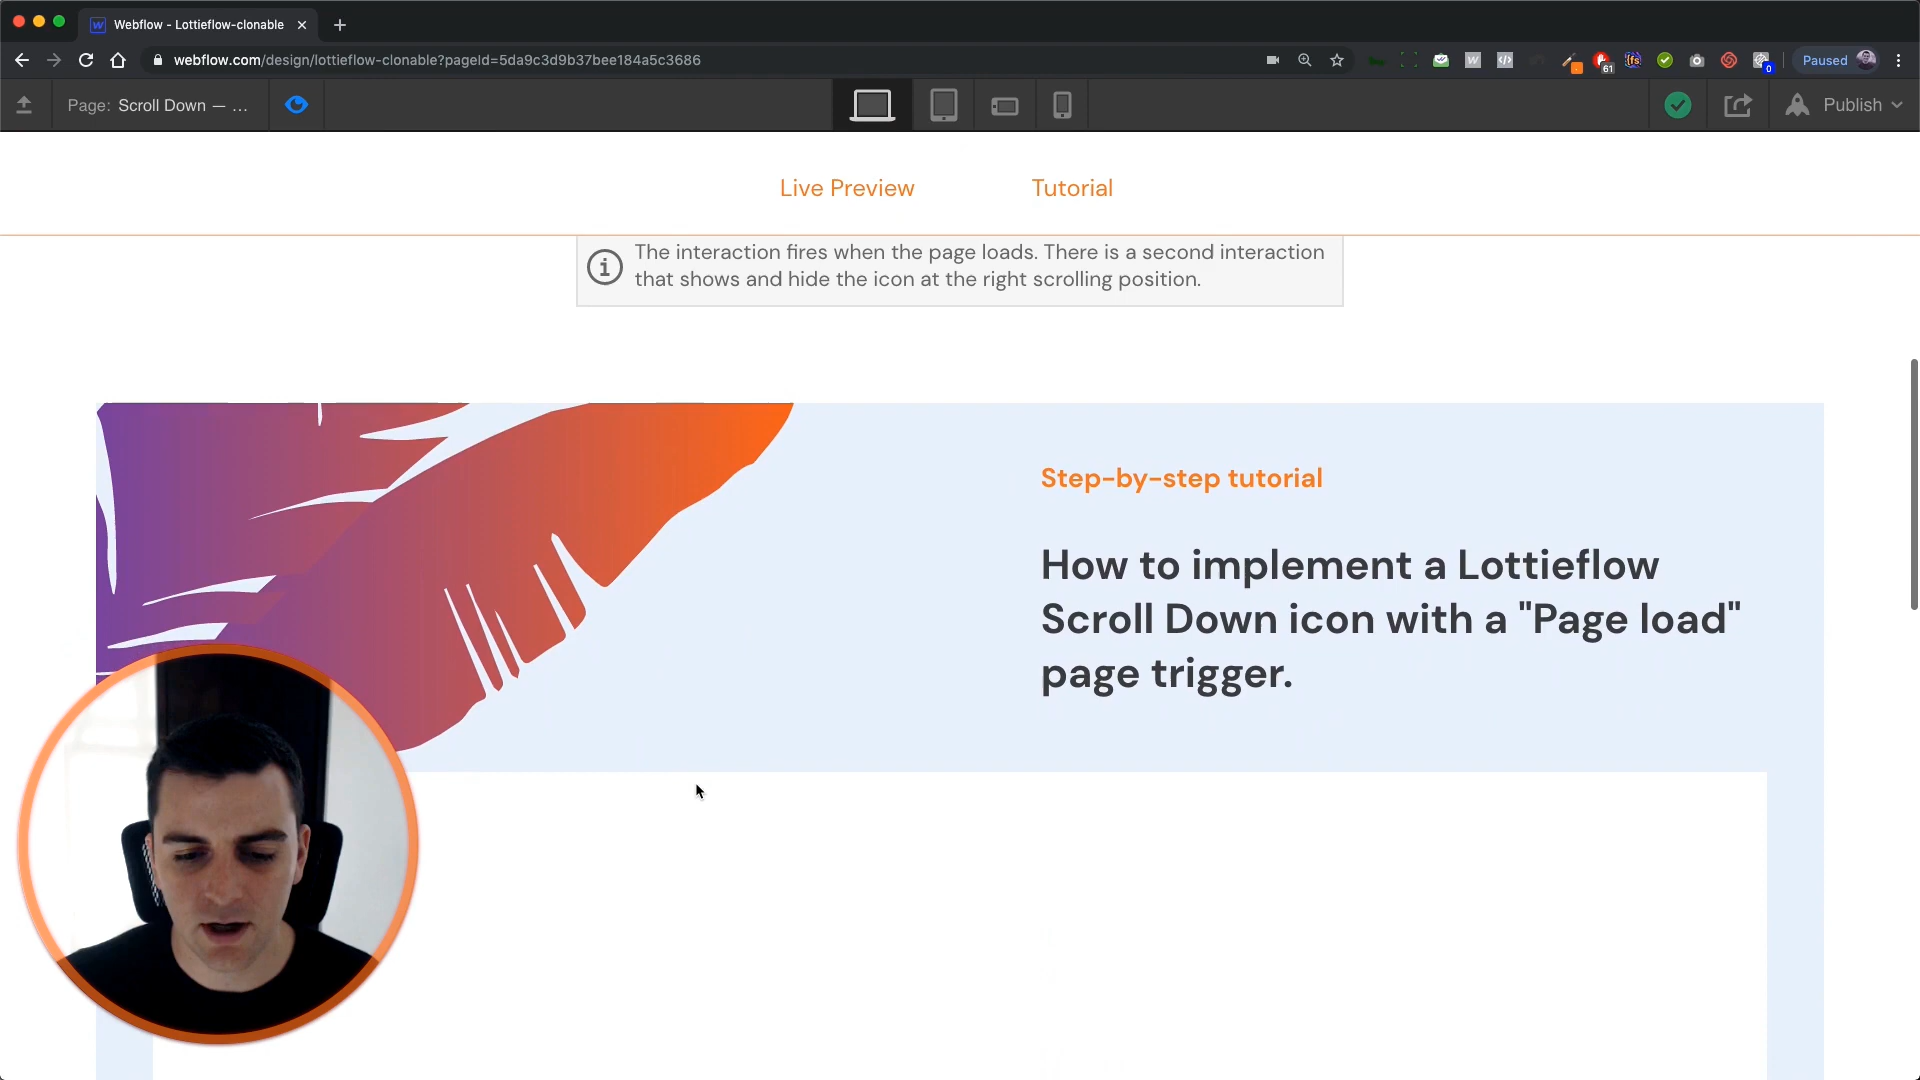 Webflow - Lottieflow-clonable
webflow.com/design/lottieflow-clonable?pageId=5da9c3d9b37bee184a5c3686
61
0
Paused
Page: Scroll Down — ...
Publish
Live Preview
Tutorial
The interaction fires when the page loads. There is a second interaction
that shows and hide the icon at the right scrolling position.
Step-by-step tutorial
How to implement a Lottieflow
Scroll Down icon with a "Page load"
page trigger.